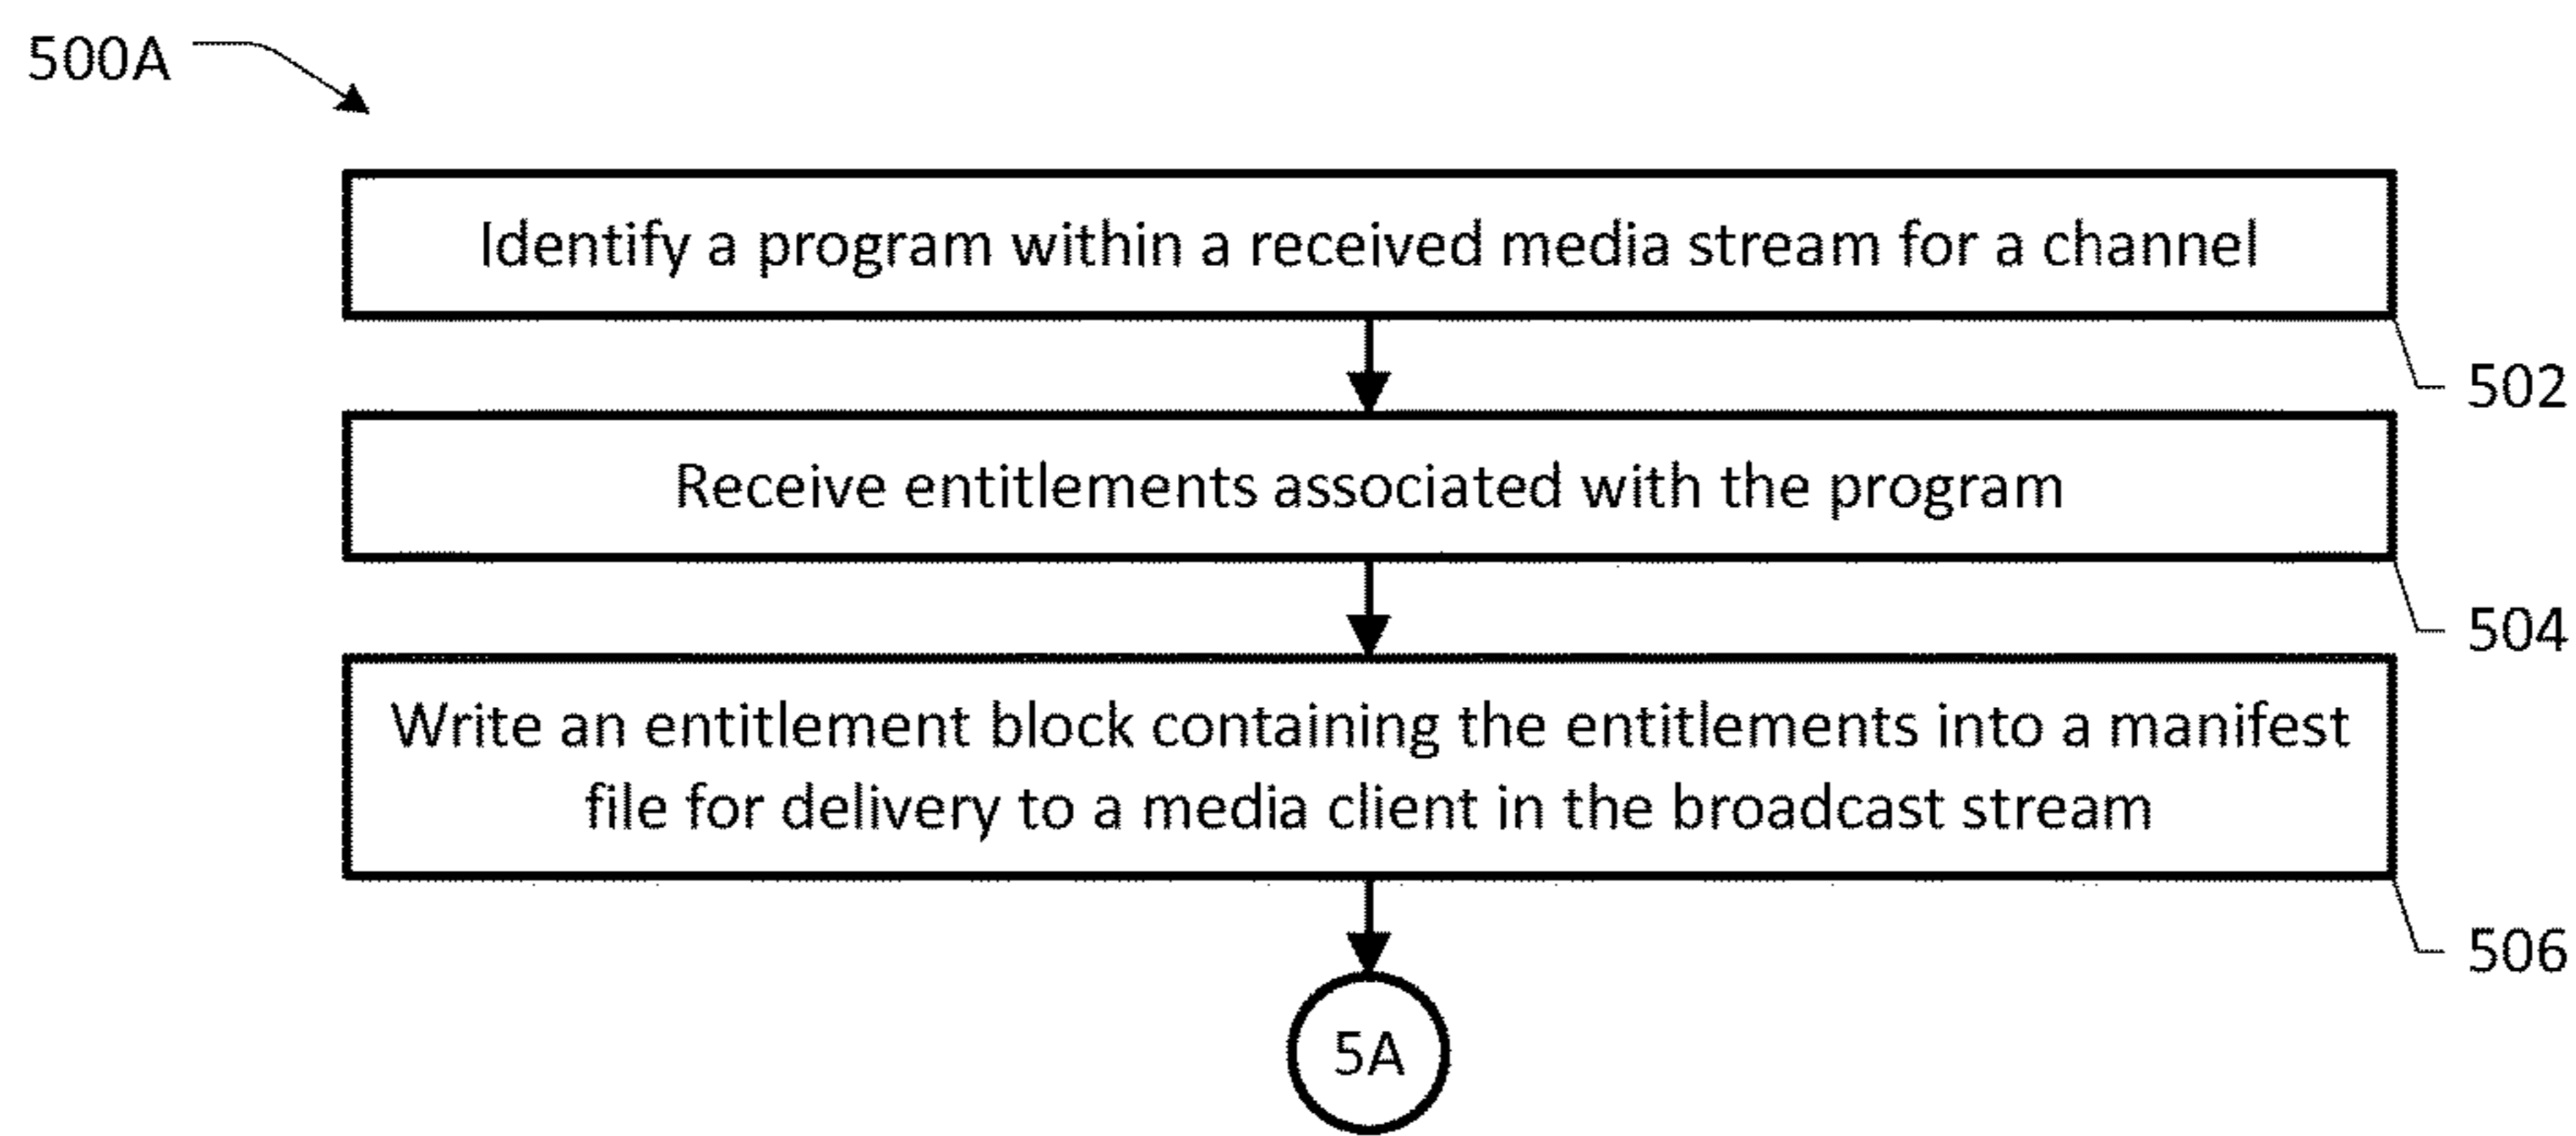 500A
Identify a program within a received media stream for a channel
502
Receive entitlements associated with the program
504
Write an entitlement block containing the entitlements into a manifest
file for delivery to a media client in the broadcast stream
506
5A